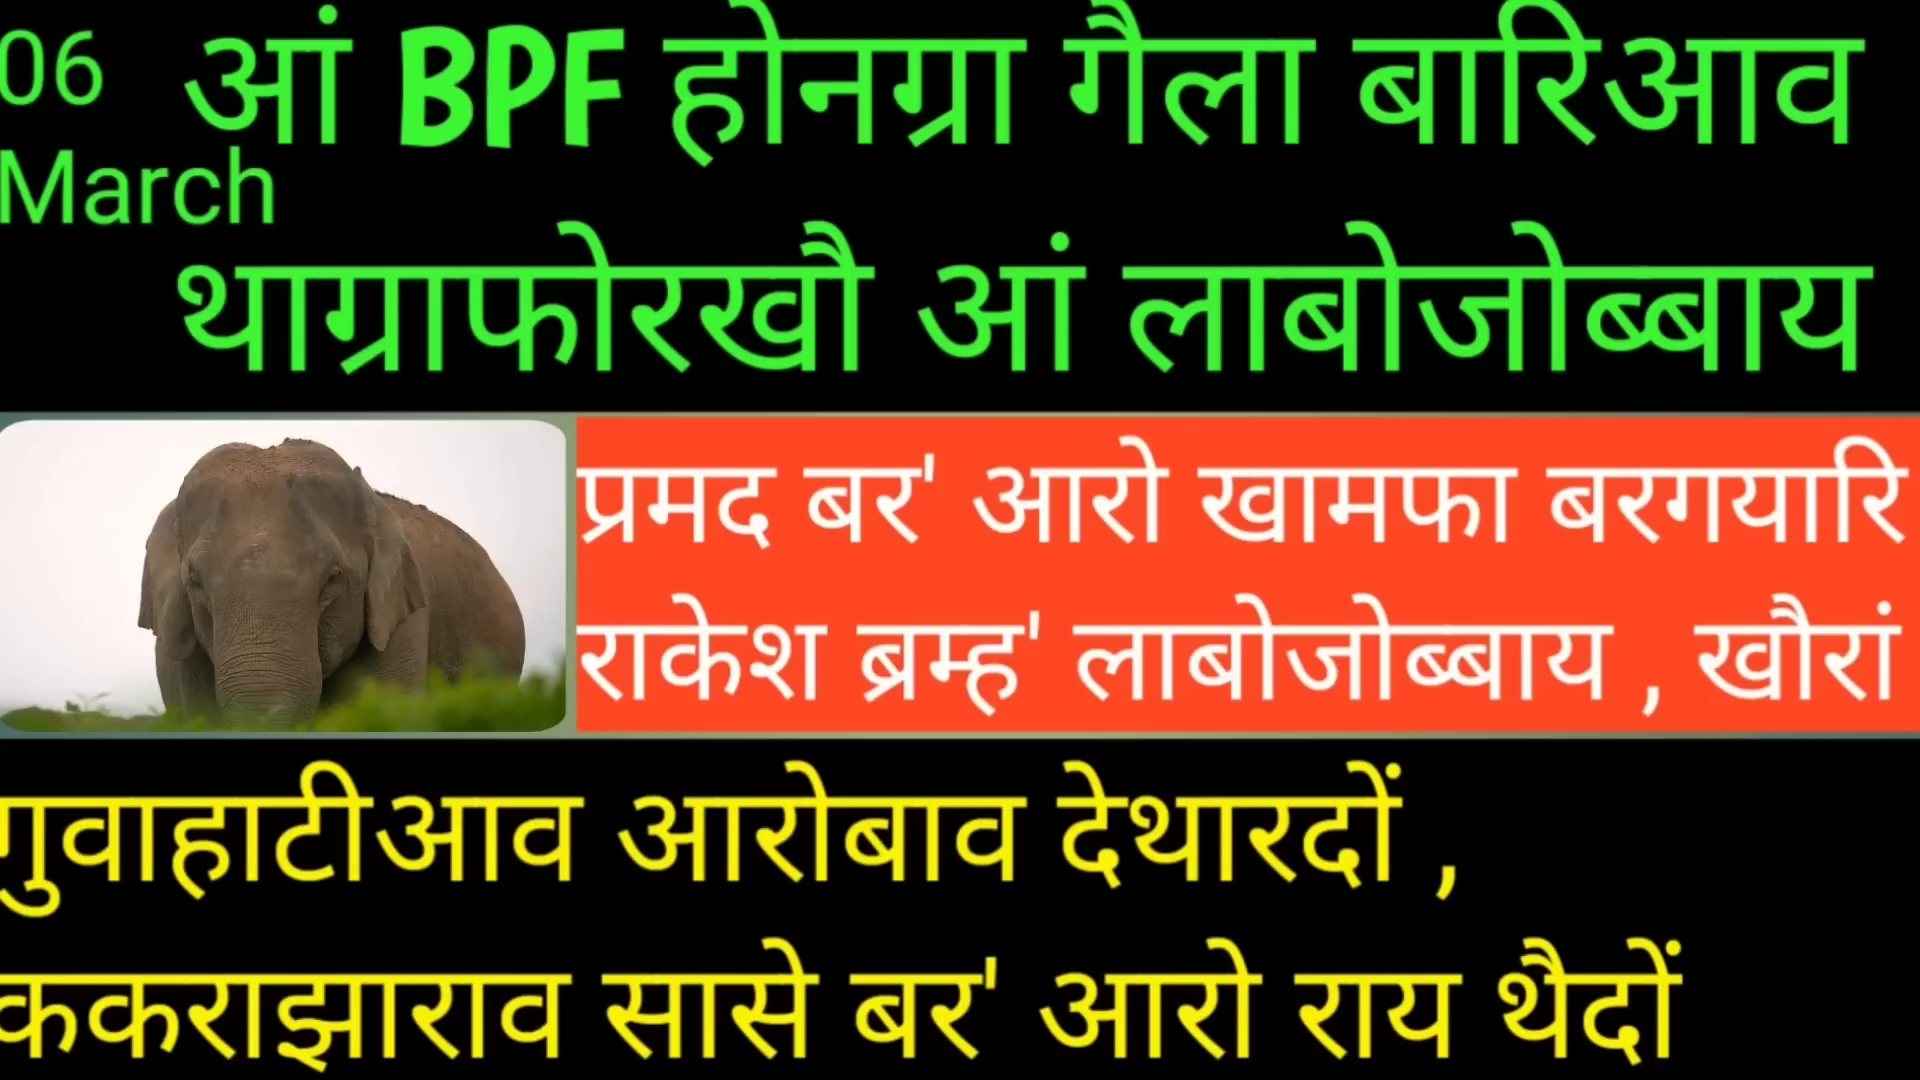 06 आं BPF होनग्रा गैला बारिआव
March
थाग्राफोरखौ आं लाबोजोब्बाय
प्रमद बर' आरो खामफा बरगयारि
राकेश ब्रम्ह' लाबोजोब्बाय , खौरां
गुवाहाटीआव आरोबाव देथारदों ,
ककराझाराव सासे बर' आरो राय थैदों